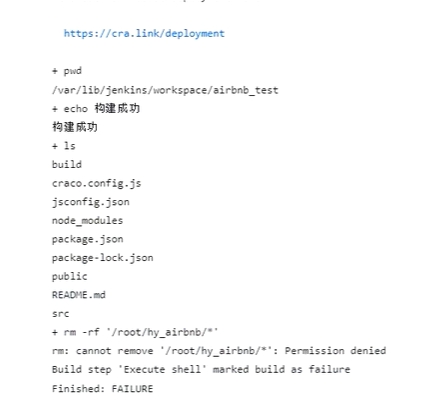 https://cra.link/deployment
+ pwd
/var/lib/jenkins/workspace/airbnb_test
+ echo 构建成功
构建成功
+ ls
build
craco.config.js
jsconfig.json
node_modules
package.json
package-lock.json
public
README.md
src
+ rm -rf '/root/hy_airbnb/*'
rm: cannot remove '/root/hy_airbnb/*': Permission denied
Build step 'Execute shell' marked build as failure
Finished: FAILURE